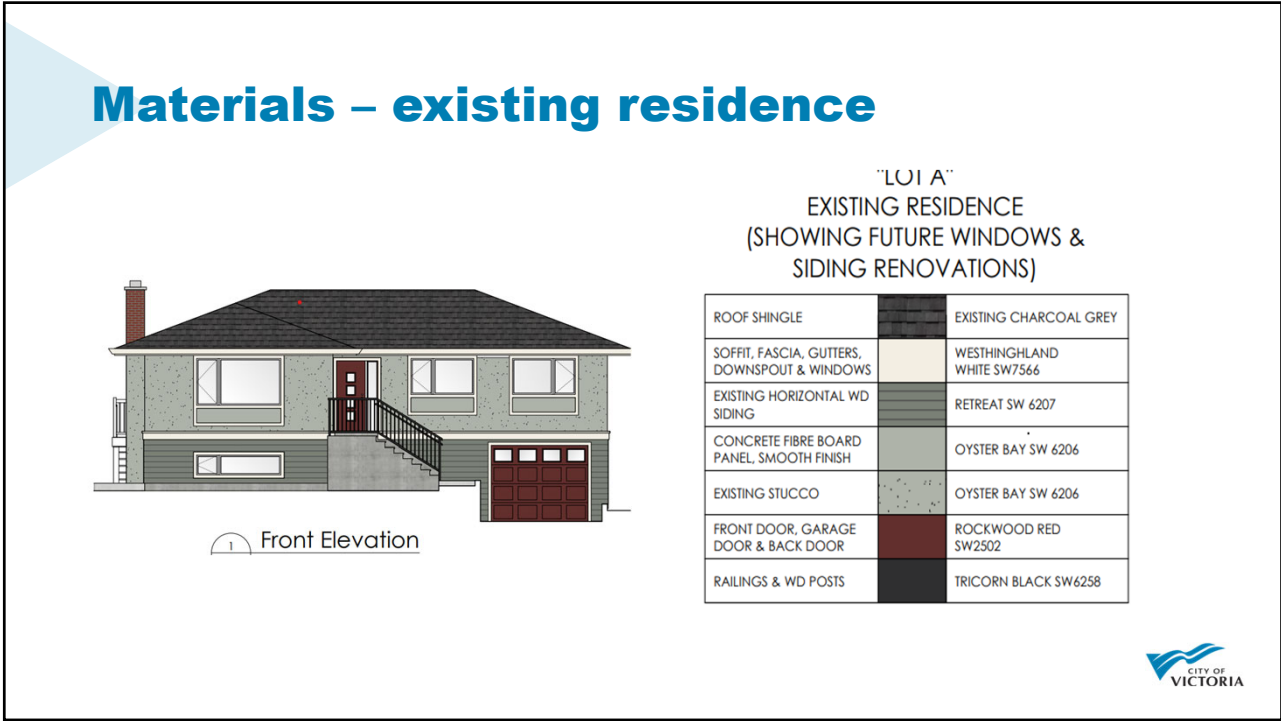 Materials – existing residence
"LOT A"
EXISTING RESIDENCE
(SHOWING FUTURE WINDOWS &
SIDING RENOVATIONS)
ROOF SHINGLE
EXISTING CHARCOAL GREY
SOFFIT, FASCIA, GUTTERS,
DOWNSPOUT & WINDOWS
WESTHINGHLAND
WHITE SW7566
EXISTING HORIZONTAL WD
SIDING
RETREAT SW 6207
CONCRETE FIBRE BOARD
PANEL, SMOOTH FINISH
OYSTER BAY SW 6206
EXISTING STUCCO
OYSTER BAY SW 6206
FRONT DOOR, GARAGE
DOOR & BACK DOOR
ROCKWOOD RED
SW2502
RAILINGS & WD POSTS
TRICORN BLACK SW6258
1 Front Elevation
CITY OF
VICTORIA